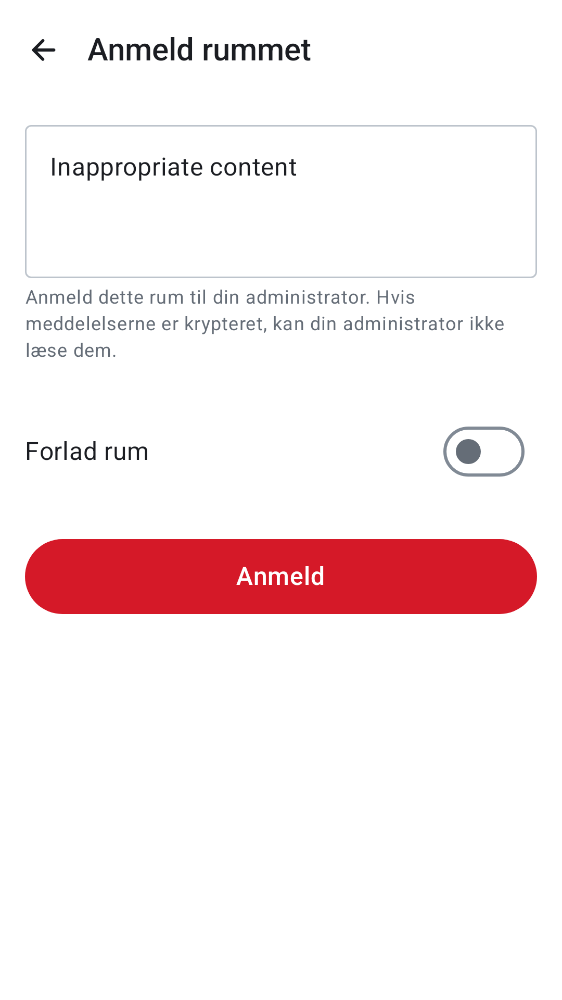 Anmeld rummet
Inappropriate content
Anmeld dette rum til din administrator. Hvis
meddelelserne er krypteret, kan din administrator ikke
læse dem.
Forlad rum
Anmeld